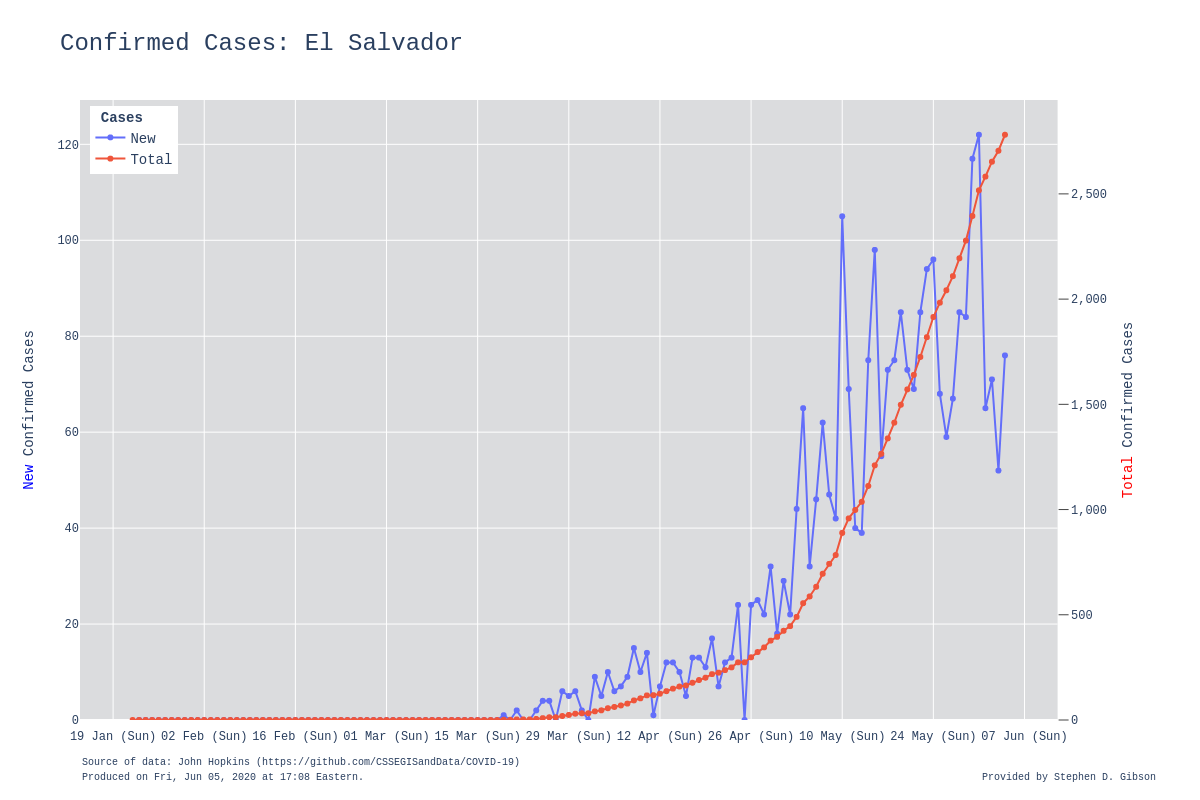 Confirmed Cases: El Salvador
Cases
New
Total
120
100
80
60
40
20
0
2,500
2,000
1,500
1,000
500
0
New Confirmed Cases
Total Confirmed Cases
19 Jan (Sun) 02 Feb (Sun) 16 Feb (Sun) 01 Mar (Sun) 15 Mar (Sun) 29 Mar (Sun) 12 Apr (Sun) 26 Apr (Sun) 10 May (Sun) 24 May (Sun) 07 Jun (Sun)
Source of data: John Hopkins (https://github.com/CSSEGISandData/COVID-19)
Produced on Fri, Jun 05, 2020 at 17:08 Eastern.
Provided by Stephen D. Gibson